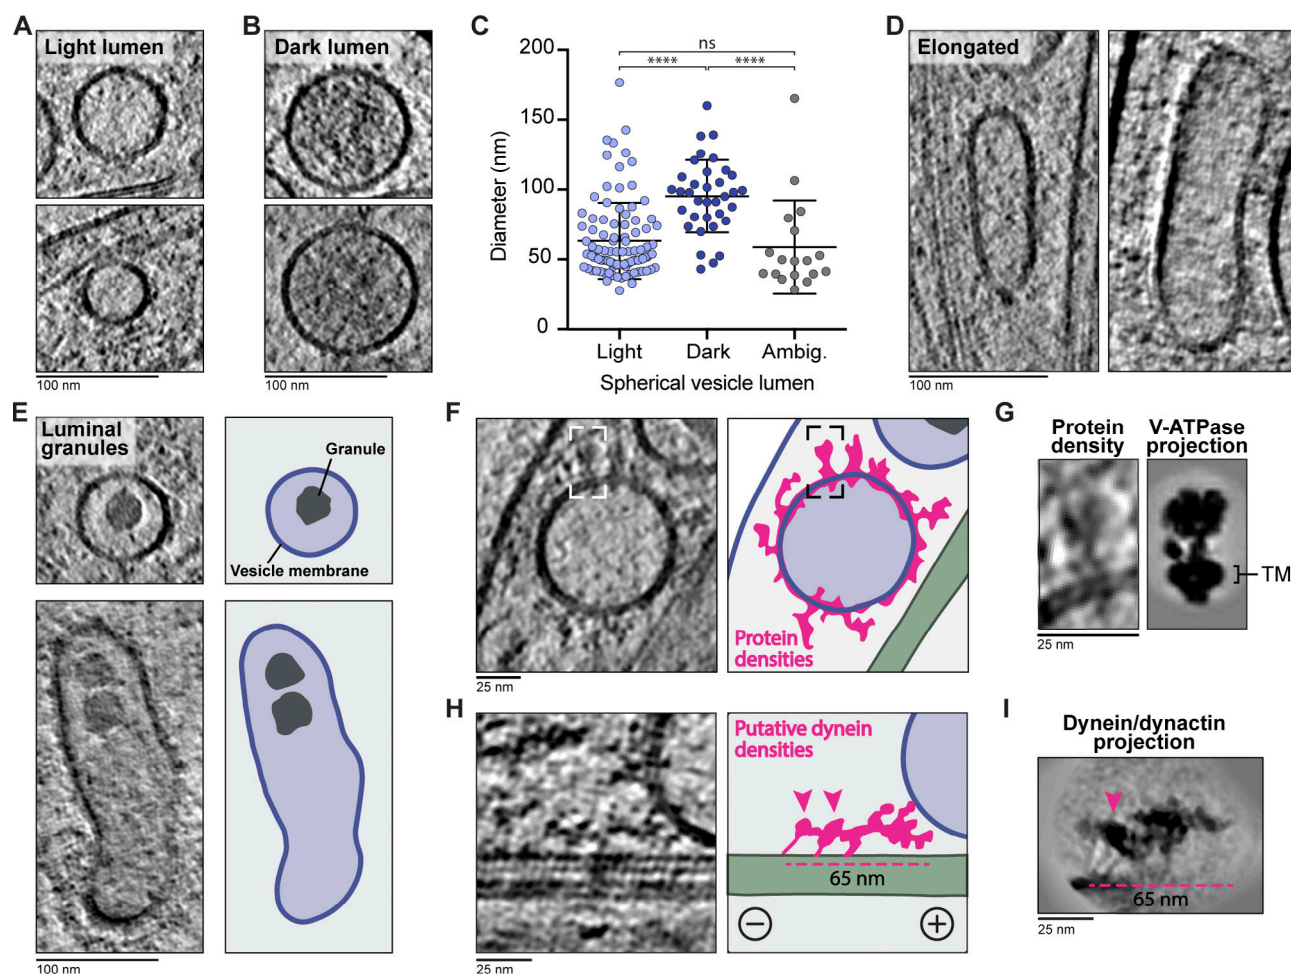 A
Light lumen
100 nm
B
Dark lumen
100 nm
C
200
150
100
50
0
Diameter (nm)
ns
**** ****
Light Dark Ambig.
Spherical vesicle lumen
D
Elongated
100 nm
E
Luminal
granules
Granule
Vesicle membrane
100 nm
F
Protein
densities
25 nm
G
Protein
density
V-ATPase
projection
TM
25 nm
H
Putative dynein
densities
65 nm
− +
25 nm
I
Dynein/dynactin
projection
65 nm
25 nm